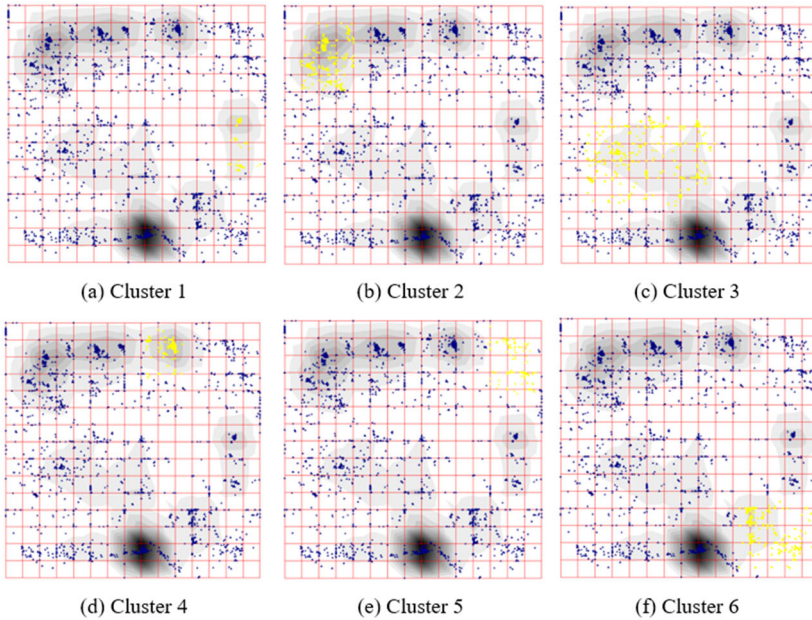 (a) Cluster 1
(b) Cluster 2
(c) Cluster 3
(d) Cluster 4
(e) Cluster 5
(f) Cluster 6